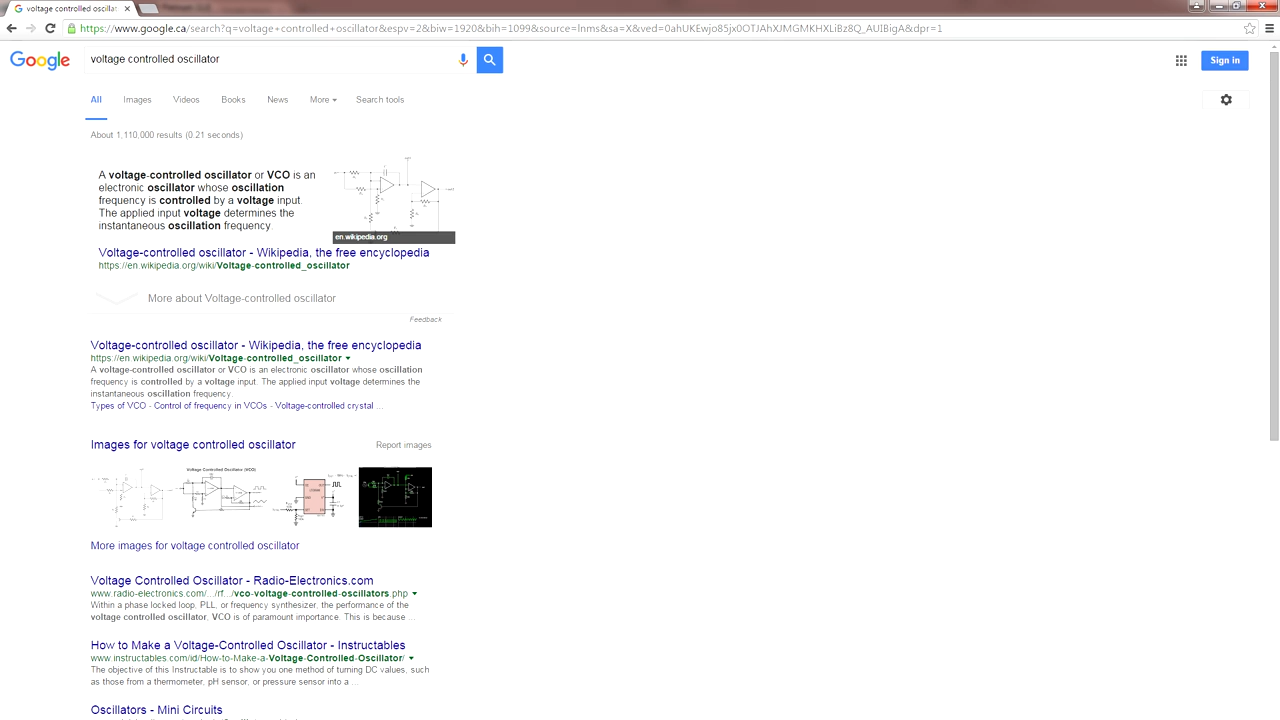 voltage controlled oscillat
https://www.google.ca/search?q=voltage+controlled+oscillator&espv=2&biw=1920&bih=1099&source=lnms&sa=X&ved=0ahUKEwjo85jx0OTJAhXJMGMKHXLiBz8Q_AUIBigA&dpr=1
Google
voltage controlled oscillator
Sign in
All Images Videos Books News More Search tools
About 1,110,000 results (0.21 seconds)
A voltage-controlled oscillator or VCO is an
electronic oscillator whose oscillation
frequency is controlled by a voltage input.
The applied input voltage determines the
instantaneous oscillation frequency.
en.wikipedia.org
Voltage-controlled oscillator - Wikipedia, the free encyclopedia
https://en.wikipedia.org/wiki/Voltage-controlled_oscillator
More about Voltage-controlled oscillator
Feedback
Voltage-controlled oscillator - Wikipedia, the free encyclopedia
https://en.wikipedia.org/wiki/Voltage-controlled_oscillator
A voltage-controlled oscillator or VCO is an electronic oscillator whose oscillation
frequency is controlled by a voltage input. The applied input voltage determines the
instantaneous oscillation frequency.
Types of VCO - Control of frequency in VCOs - Voltage-controlled crystal ...
Images for voltage controlled oscillator
Report images
Voltage Controlled Oscillator (VCO)
More images for voltage controlled oscillator
Voltage Controlled Oscillator - Radio-Electronics.com
www.radio-electronics.com/.../rf.../vco-voltage-controlled-oscillators.php
Within a phase locked loop, PLL, or frequency synthesizer, the performance of the
voltage controlled oscillator, VCO is of paramount importance. This is because ...
How to Make a Voltage-Controlled Oscillator - Instructables
www.instructables.com/id/How-to-Make-a-Voltage-Controlled-Oscillator/
The objective of this Instructable is to show you one method of turning DC values, such
as those from a thermometer, pH sensor, or pressure sensor into a ...
Oscillators - Mini Circuits